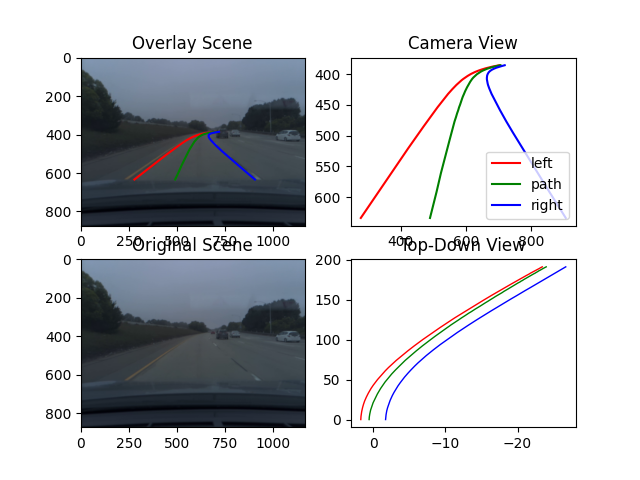 Overlay Scene
0
200
400
600
800
0 250 500 750 1000
Camera View
400
450
500
550
600
400 600 800
left
path
right
Original Scene
0
200
400
600
800
0 250 500 750 1000
Top-Down View
200
150
100
50
0
0 −10 −20